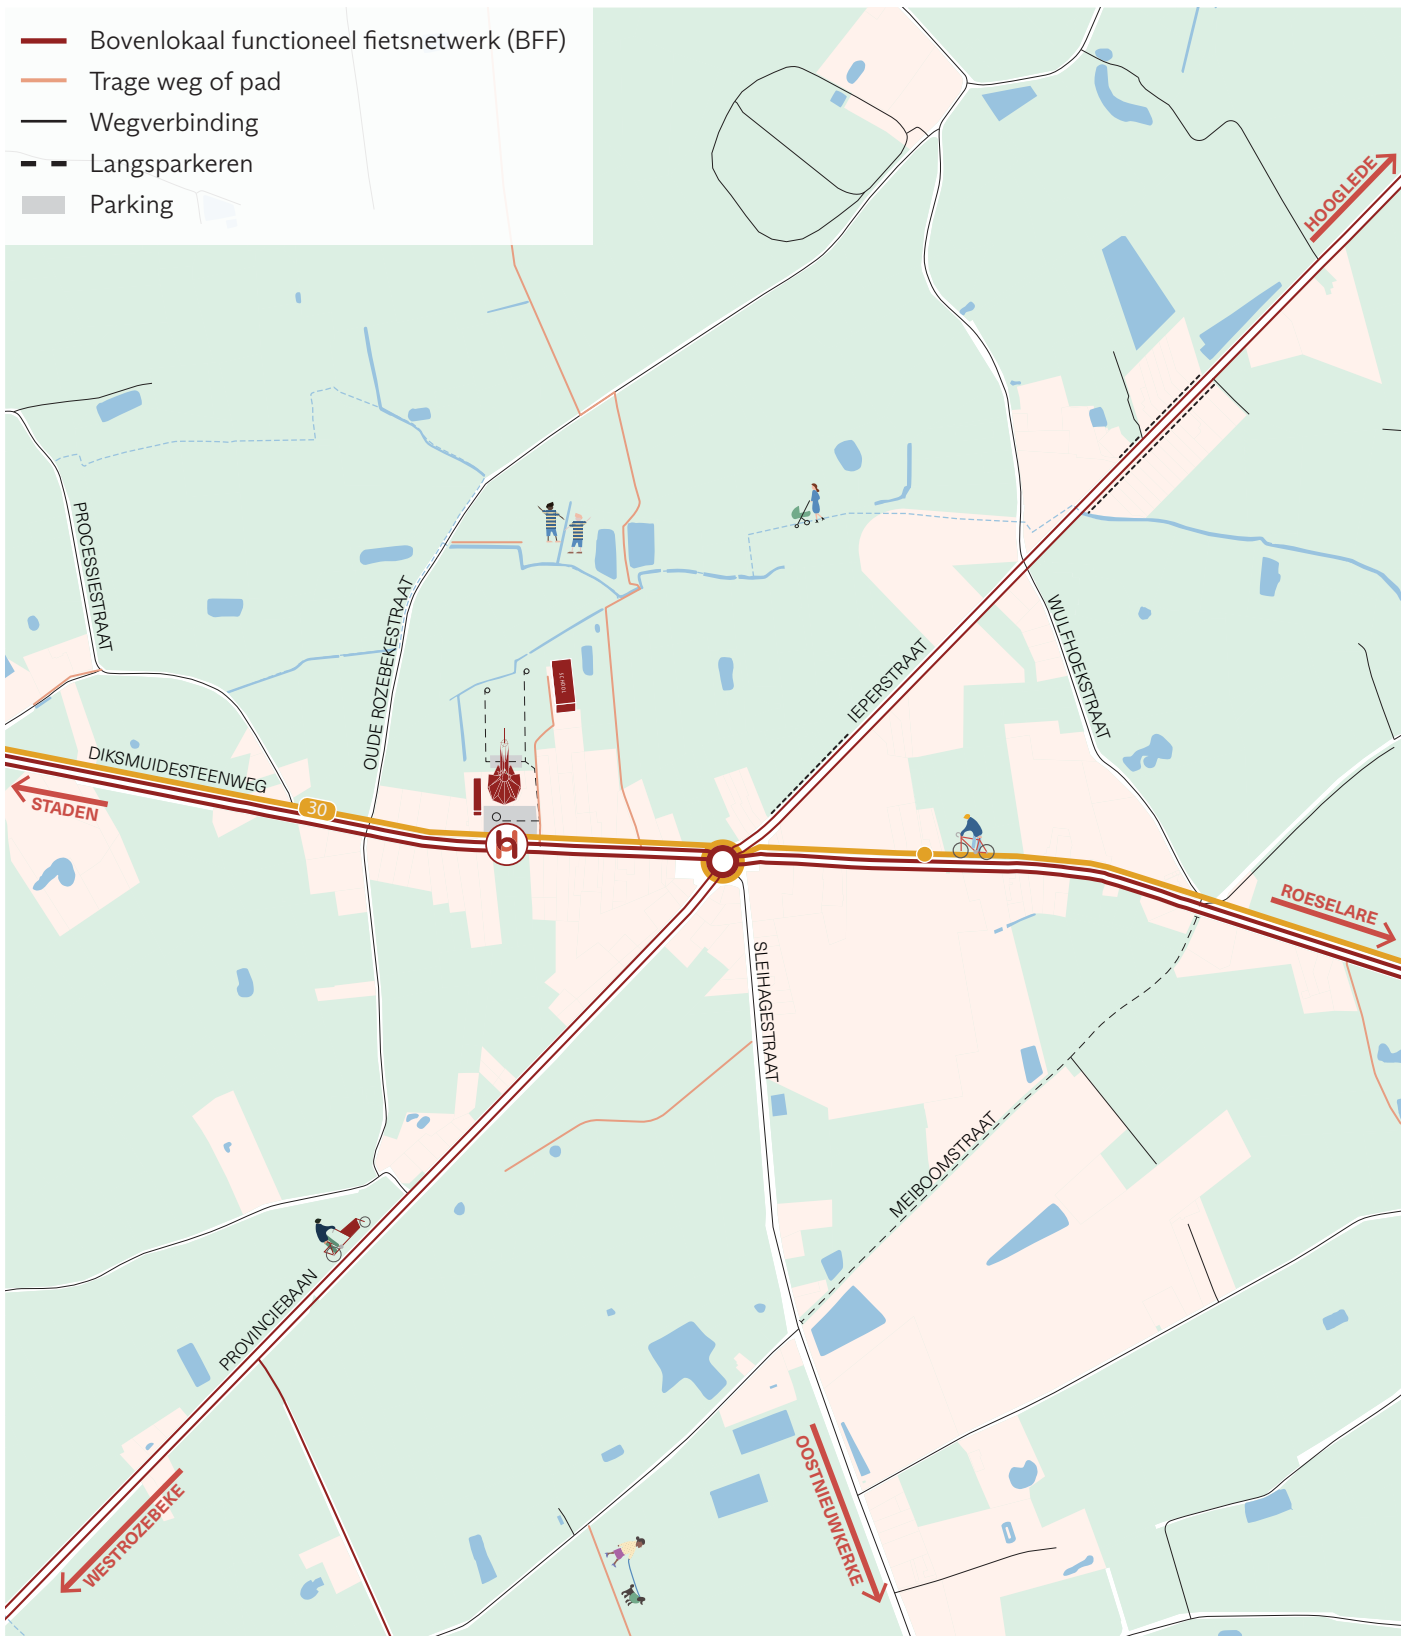 Bovenlokaal functioneel fietsnetwerk (BFF)
Trage weg of pad
Wegverbinding
Langsparkeren
Parking
HOOGLEDE
PROCESSIESTRAAT
OUDE ROZEBEKESTRAAT
WULFHOEKSTRAAT
IEPERSTRAAT
SCHOOL
DIKSMUIDESTEENWEG
30
STADEN
ROESELARE
SLEIHAGESTRAAT
MEIBOOMSTRAAT
PROVINCIEBAAN
OOSTNIEUWKERKE
WESTROZEBEKE